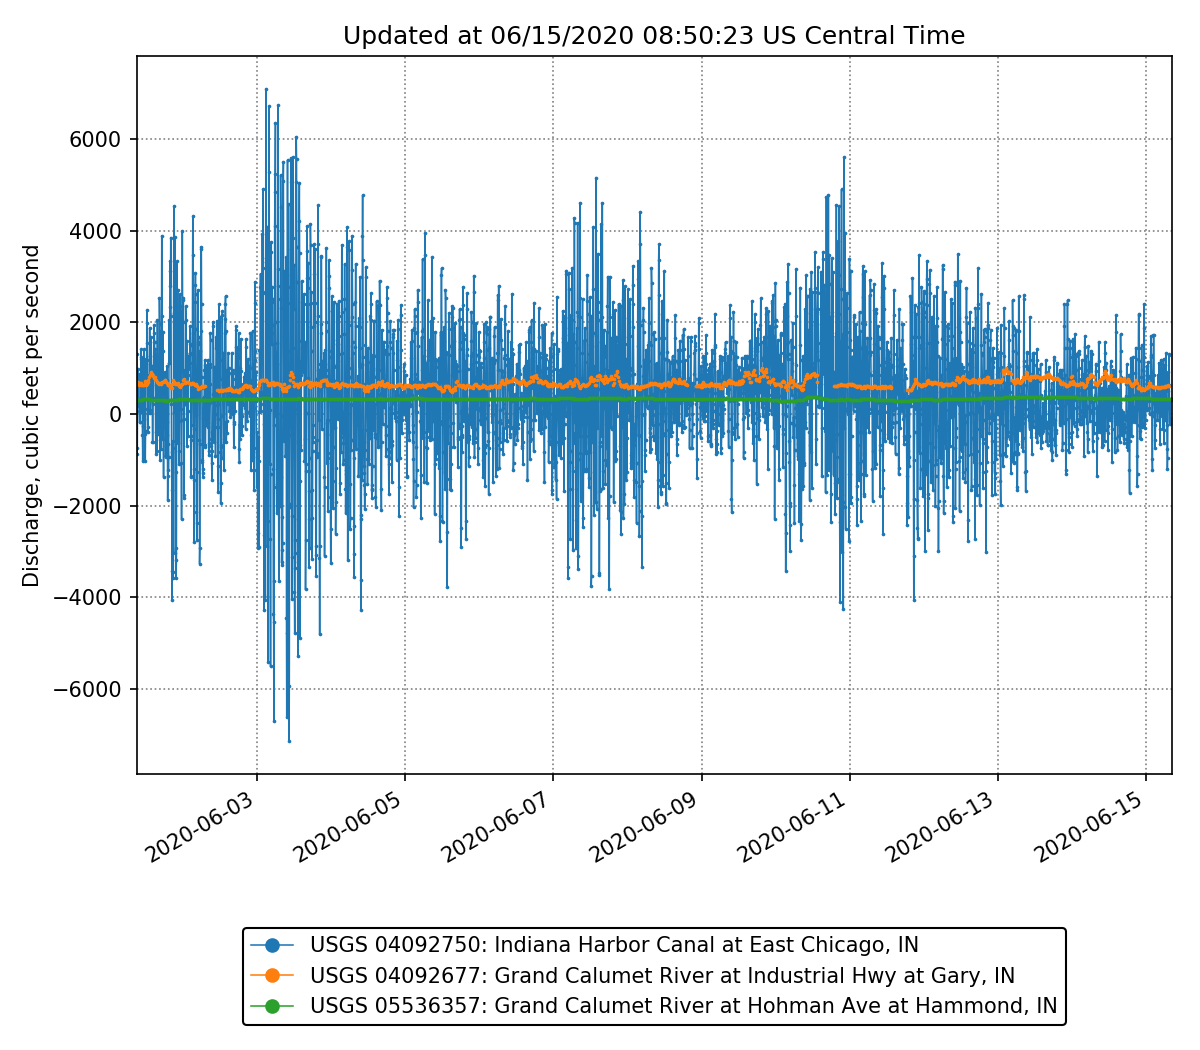 Updated at 06/15/2020 08:50:23 US Central Time
Discharge, cubic feet per second
6000
4000
2000
0
−2000
−4000
−6000
2020-06-03
2020-06-05
2020-06-07
2020-06-09
2020-06-11
2020-06-13
2020-06-15
USGS 04092750: Indiana Harbor Canal at East Chicago, IN
USGS 04092677: Grand Calumet River at Industrial Hwy at Gary, IN
USGS 05536357: Grand Calumet River at Hohman Ave at Hammond, IN